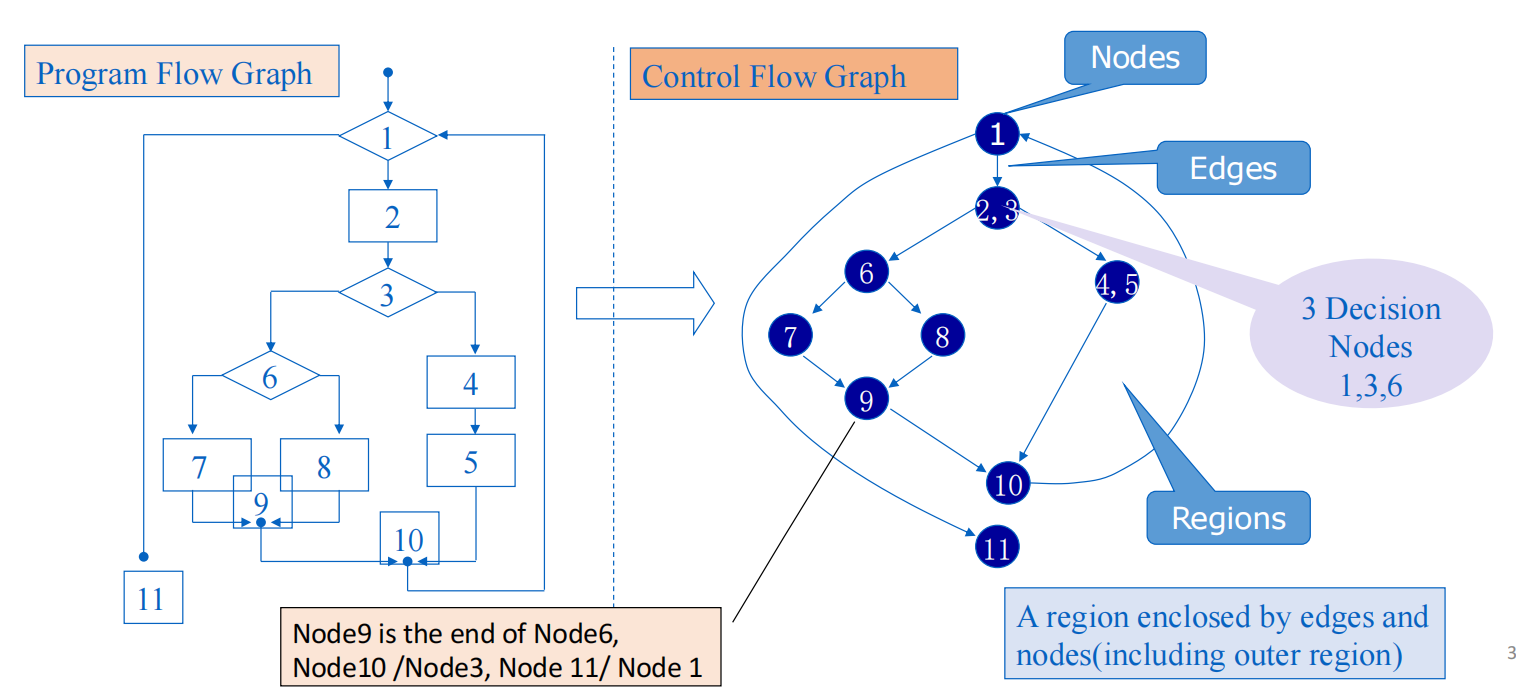 Program Flow Graph
1
2
3
6
4
7
8
5
9
10
11
Control Flow Graph
Nodes
1
Edges
2, 3
6
4, 5
7
8
9
10
11
3 Decision
Nodes
1,3,6
Regions
Node9 is the end of Node6,
Node10 /Node3, Node 11/ Node 1
A region enclosed by edges and
nodes(including outer region)
3